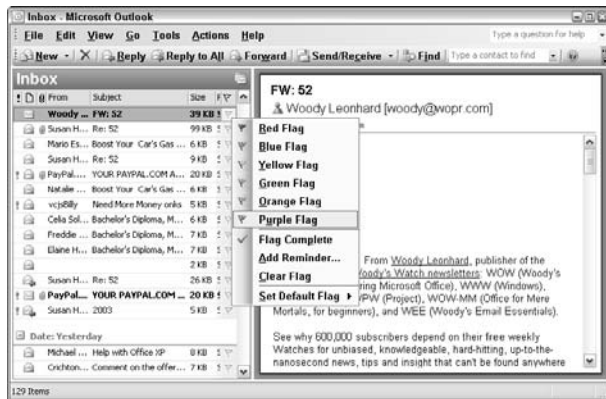 Inbox - Microsoft Outlook
File Edit View Go Tools Actions Help
Type a question for help
New Reply Reply to All Forward Send/Receive Find Type a contact to find
Inbox
From Subject Size
Woody ... FW: 52 39 KB
Susan H... Re: 52 99 KB
Mario Es... Boost Your Car's Gas ... 6 KB
Susan H... Re: 52 9 KB
PayPal.... YOUR PAYPAL.COM A... 20 KB
Natalie ... Boost Your Car's Gas ... 6 KB
vcjsBilly Need More Money onks 5 KB
Celia Sol... Bachelor's Diploma, M... 6 KB
Freddie ... Bachelor's Diploma, M... 7 KB
Elaine H... Bachelor's Diploma, M... 7 KB
2 KB
Susan H... Re: 52 26 KB
PayPal... YOUR PAYPAL.COM ... 20 KB
Susan H... 2003 5 KB
Date: Yesterday
Michael ... Help with Office XP 8 KB
Crichton... Comment on the offer... 7 KB
129 Items
Red Flag
Blue Flag
Yellow Flag
Green Flag
Orange Flag
Purple Flag
Flag Complete
Add Reminder...
Clear Flag
Set Default Flag
FW: 52
Woody Leonhard [woody@wopr.com]
From Woody Leonhard, publisher of the
Woody's Watch newsletters: WOW (Woody's
ring Microsoft Office), WWW (Windows),
WPW (Project), WOW-MM (Office for Mere
Mortals, for beginners), and WEE (Woody's Email Essentials).
See why 600,000 subscribers depend on their free weekly
Watches for unbiased, knowledgeable, hard-hitting, up-to-the-
nanosecond news, tips and insight that can't be found anywhere